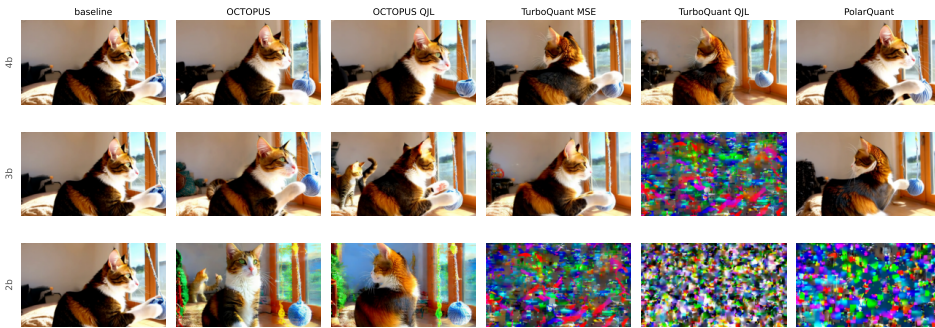 baseline OCTOPUS OCTOPUS QJL TurboQuant MSE TurboQuant QJL PolarQuant
4b
3b
2b